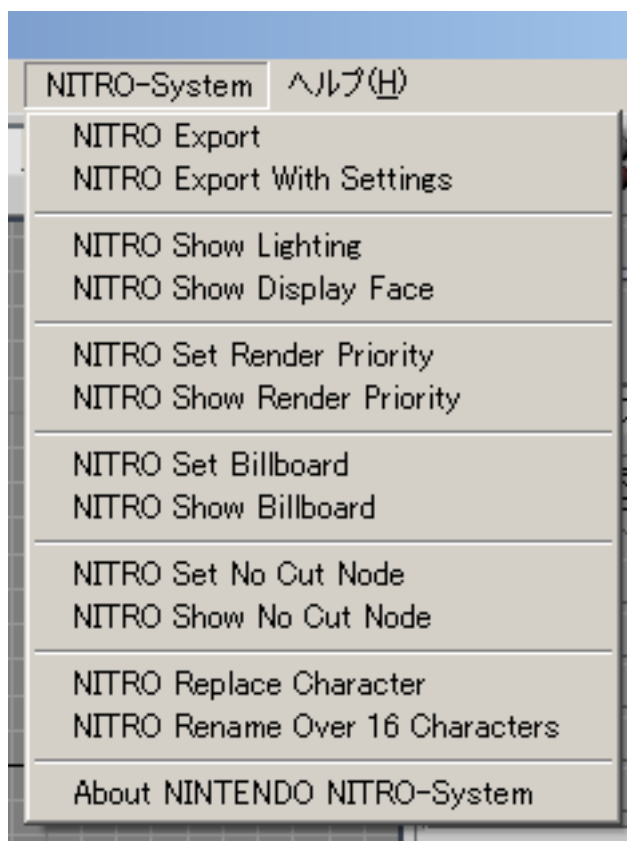 NITRO-System ヘルプ(H)
NITRO Export
NITRO Export With Settings
NITRO Show Lighting
NITRO Show Display Face
NITRO Set Render Priority
NITRO Show Render Priority
NITRO Set Billboard
NITRO Show Billboard
NITRO Set No Cut Node
NITRO Show No Cut Node
NITRO Replace Character
NITRO Rename Over 16 Characters
About NINTENDO NITRO-System